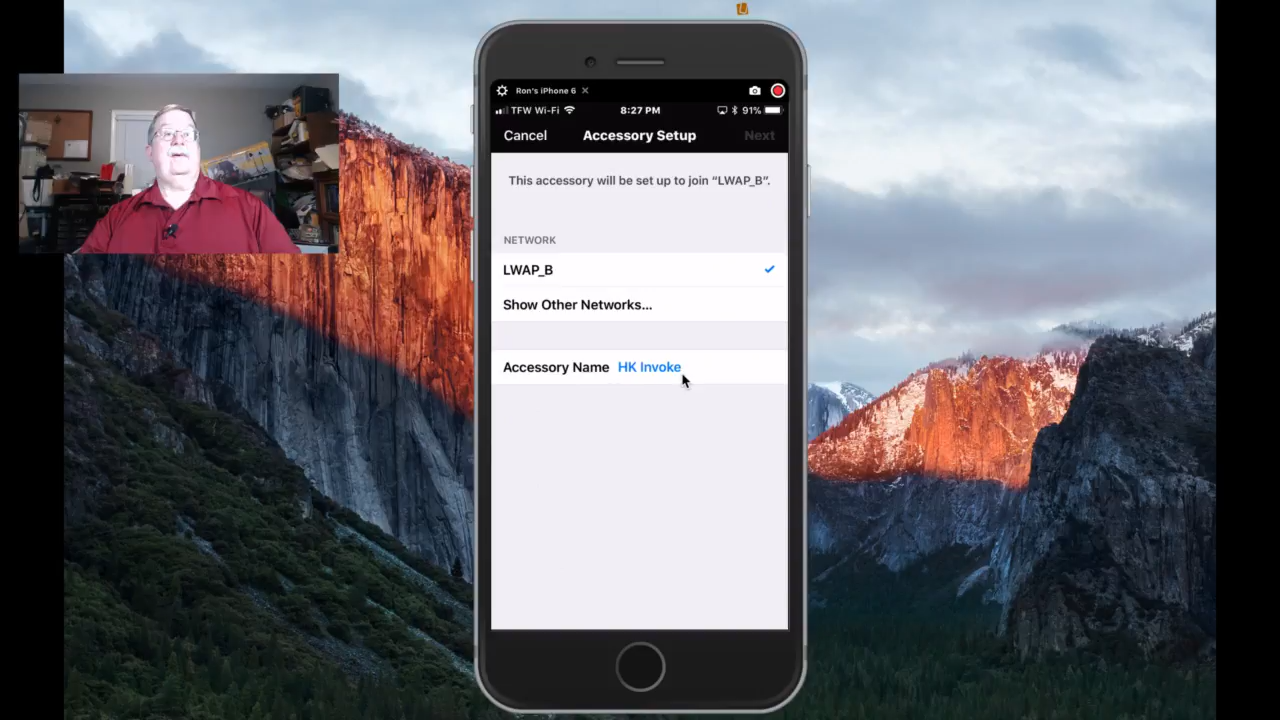 Ron's iPhone 6
TFW Wi-Fi 8:27 PM 91%
Cancel Accessory Setup Next
This accessory will be set up to join “LWAP_B”.
NETWORK
LWAP_B
Show Other Networks...
Accessory Name HK Invoke